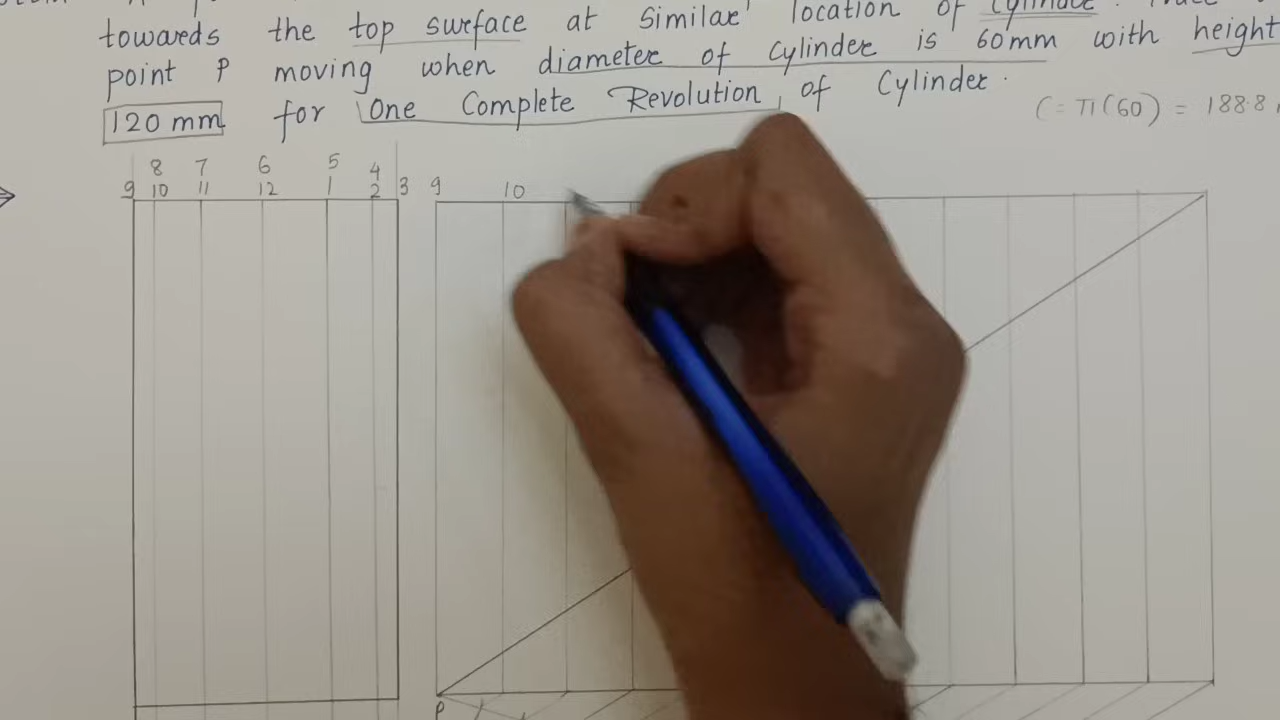 towards the top surface at similar location of cylinder.
point P moving when diameter of cylinder is 60mm with height
120 mm for One Complete Revolution of Cylinder.
C = π(60) = 188.8
8 7 6 5 4
9 10 11 12 1 2 3 9 10
P